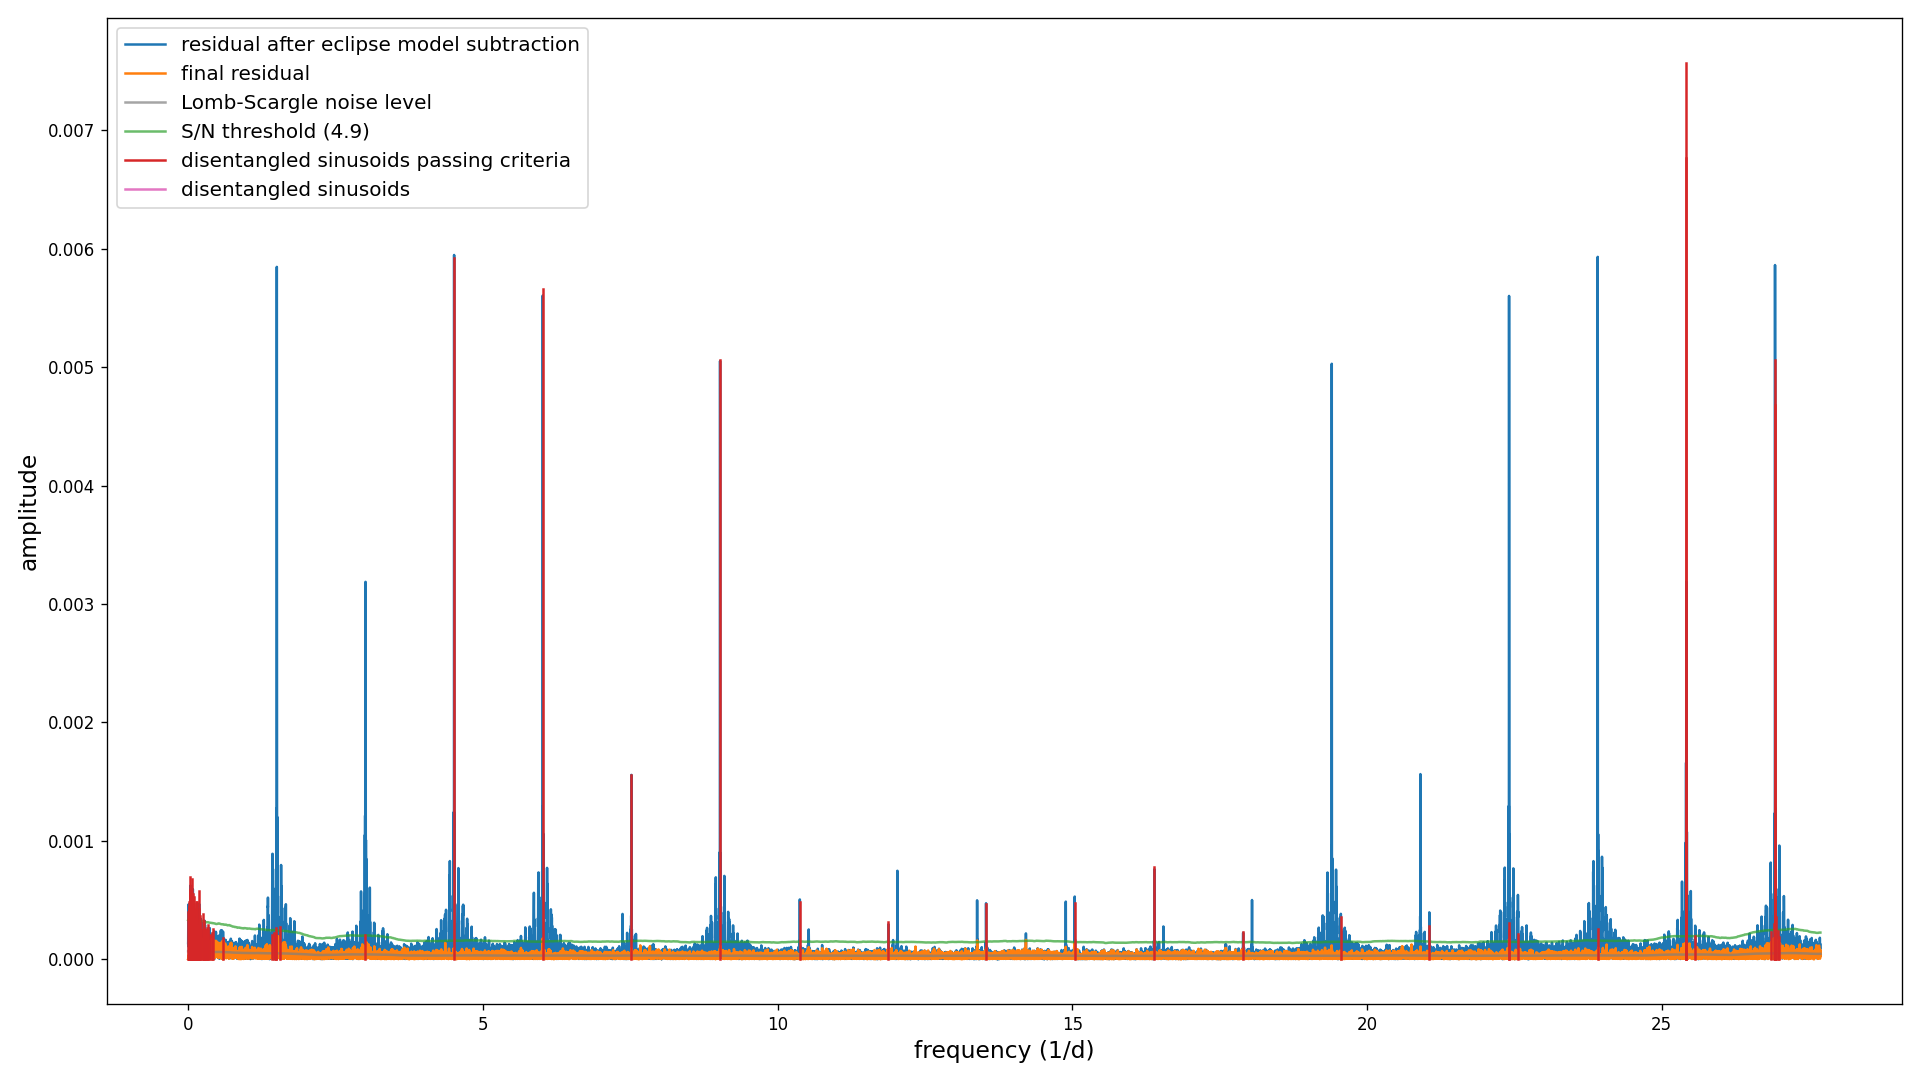 residual after eclipse model subtraction
final residual
Lomb-Scargle noise level
S/N threshold (4.9)
disentangled sinusoids passing criteria
disentangled sinusoids
0.007
0.006
0.005
0.004
0.003
0.002
0.001
0.000
amplitude
0 5 10 15 20 25
frequency (1/d)